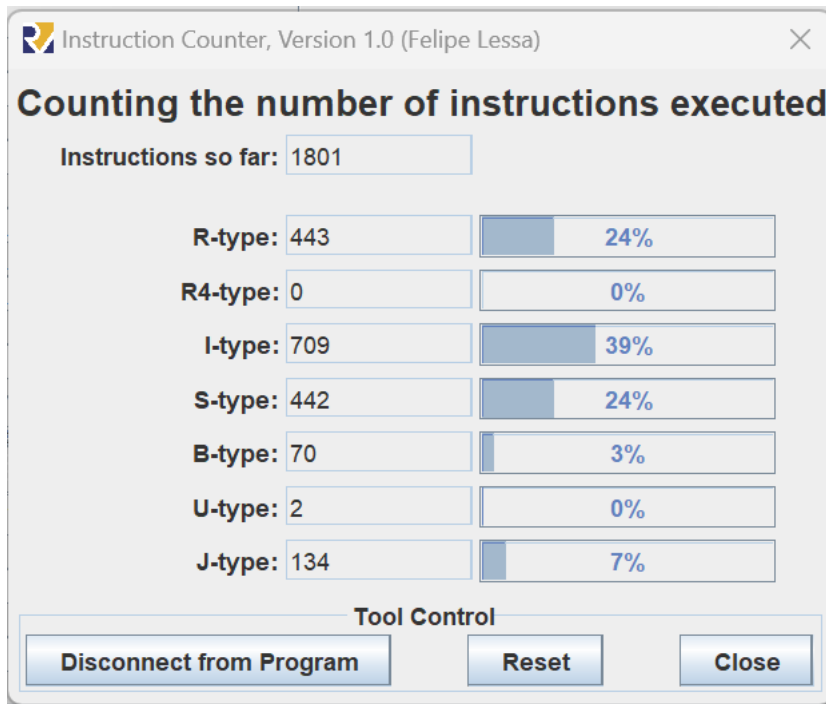 Instruction Counter, Version 1.0 (Felipe Lessa)
Counting the number of instructions executed
Instructions so far: 1801
R-type: 443 24%
R4-type: 0 0%
I-type: 709 39%
S-type: 442 24%
B-type: 70 3%
U-type: 2 0%
J-type: 134 7%
Tool Control
Disconnect from Program Reset Close